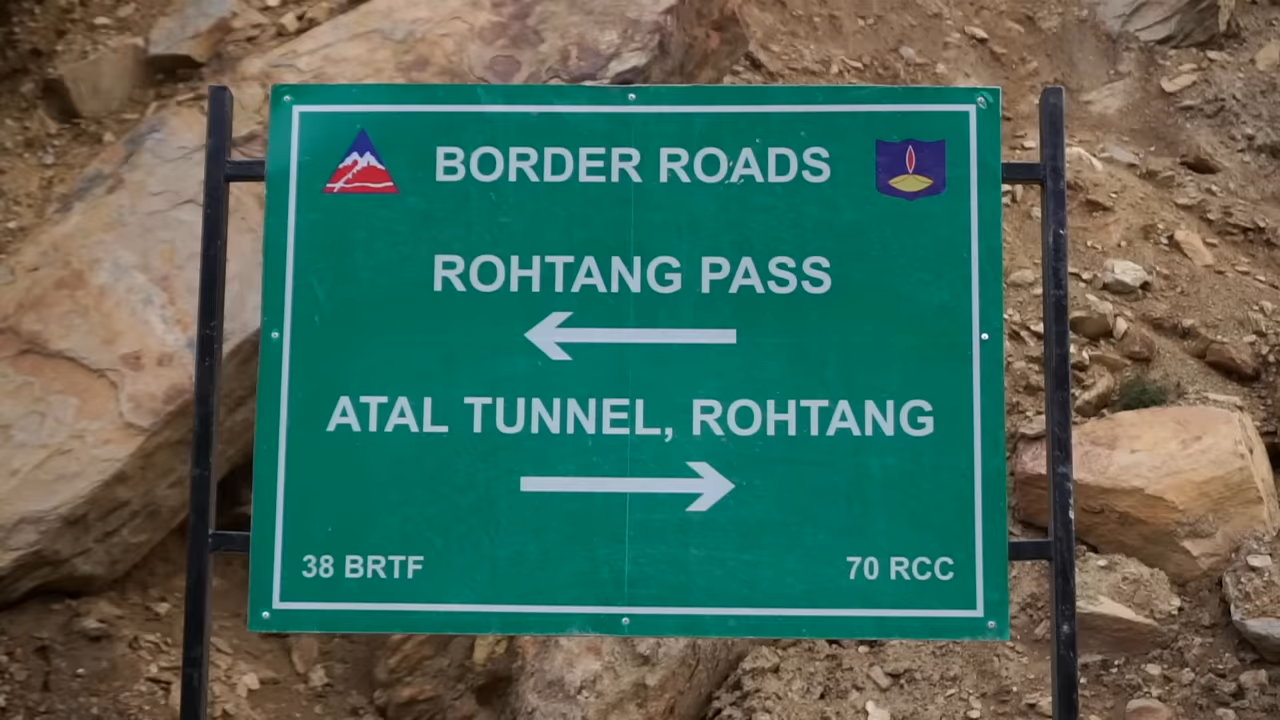 BORDER ROADS
ROHTANG PASS
ATAL TUNNEL, ROHTANG
38 BRTF
70 RCC